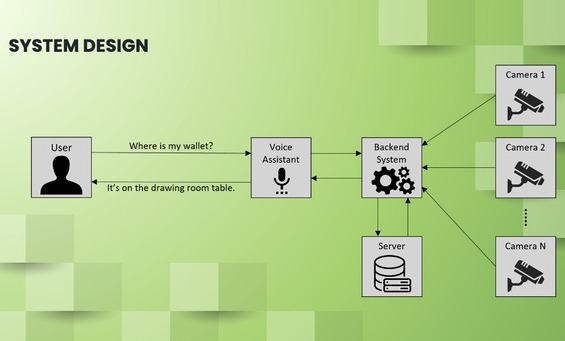 SYSTEM DESIGN
Camera 1
User
Where is my wallet?
It's on the drawing room table.
Voice
Assistant
Backend
System
Camera 2
Server
Camera N